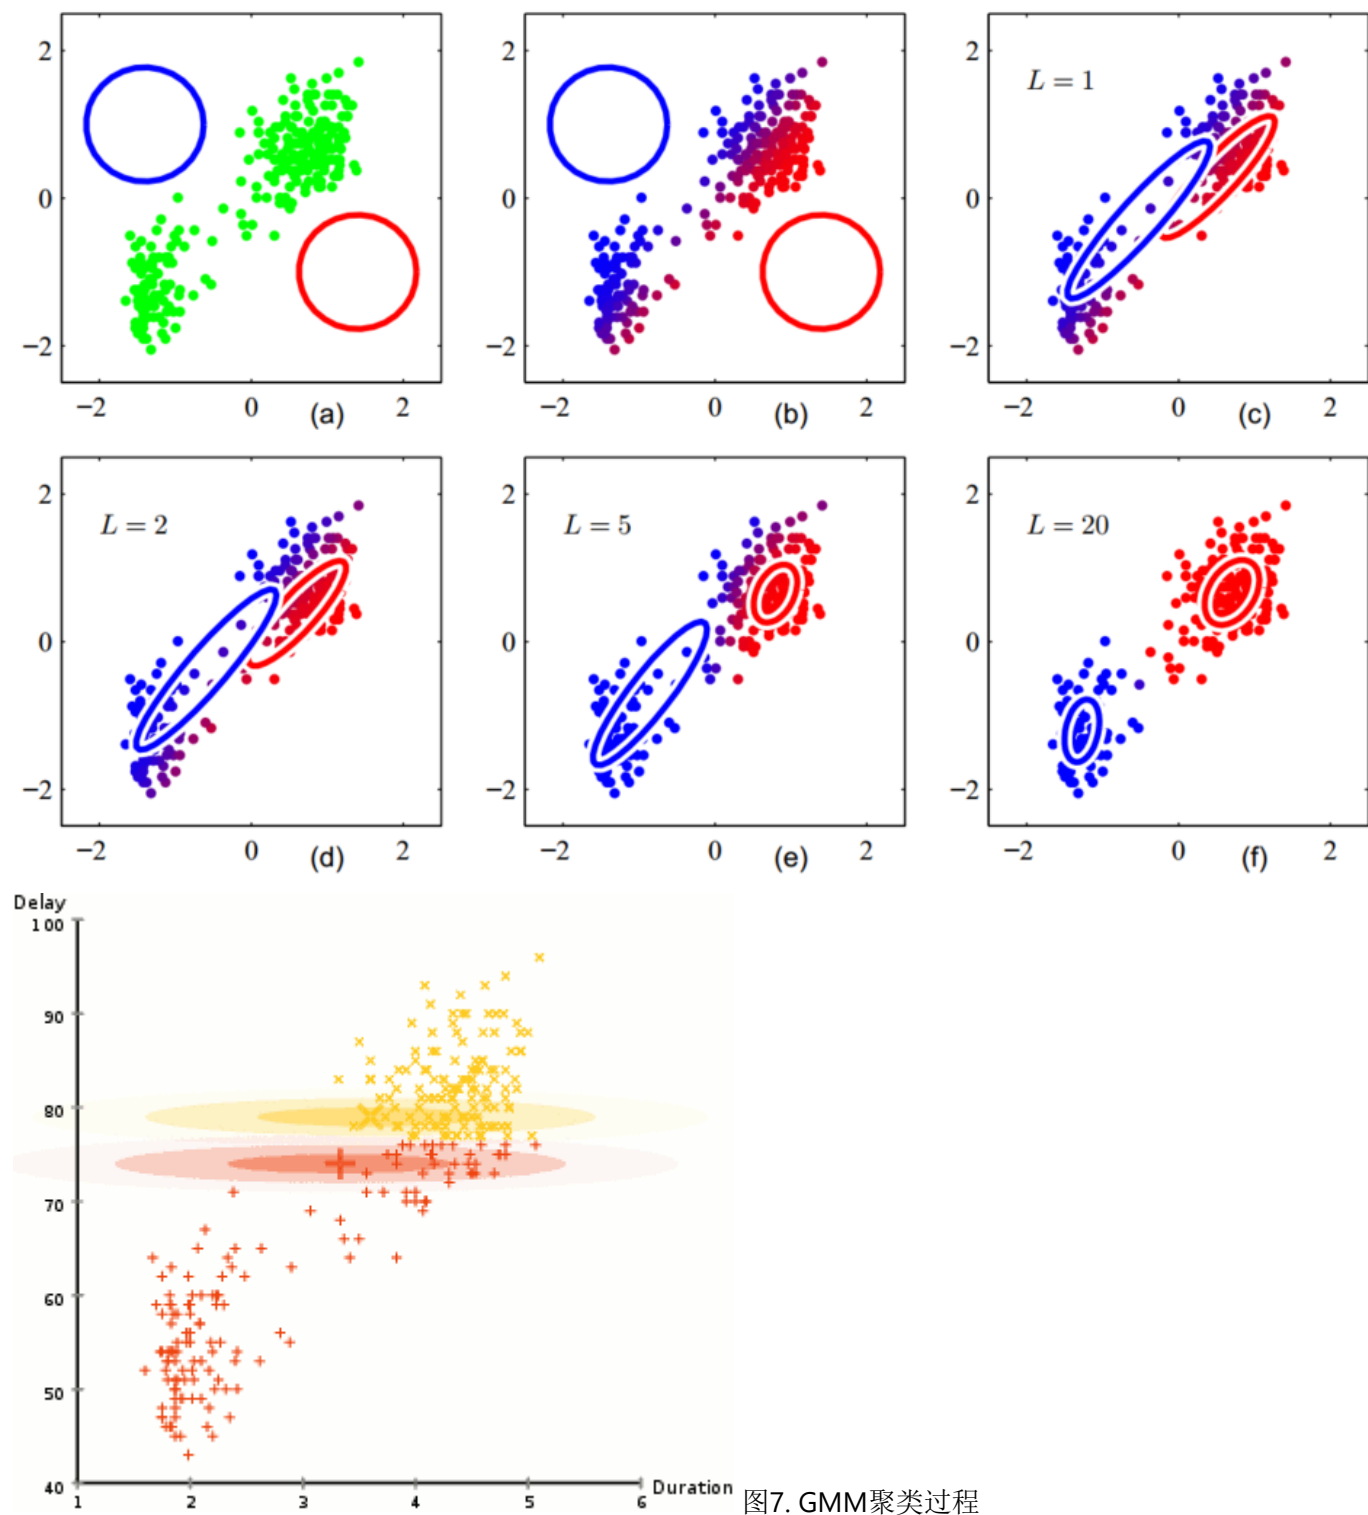 2
0
−2
−2 0 (a) 2
2
0
−2
−2 0 (b) 2
L = 1
2
0
−2
−2 0 (c) 2
L = 2
2
0
−2
−2 0 (d) 2
L = 5
2
0
−2
−2 0 (e) 2
L = 20
2
0
−2
−2 0 (f) 2
Delay
100
90
80
70
60
50
40
1 2 3 4 5 6
Duration
图7. GMM聚类过程